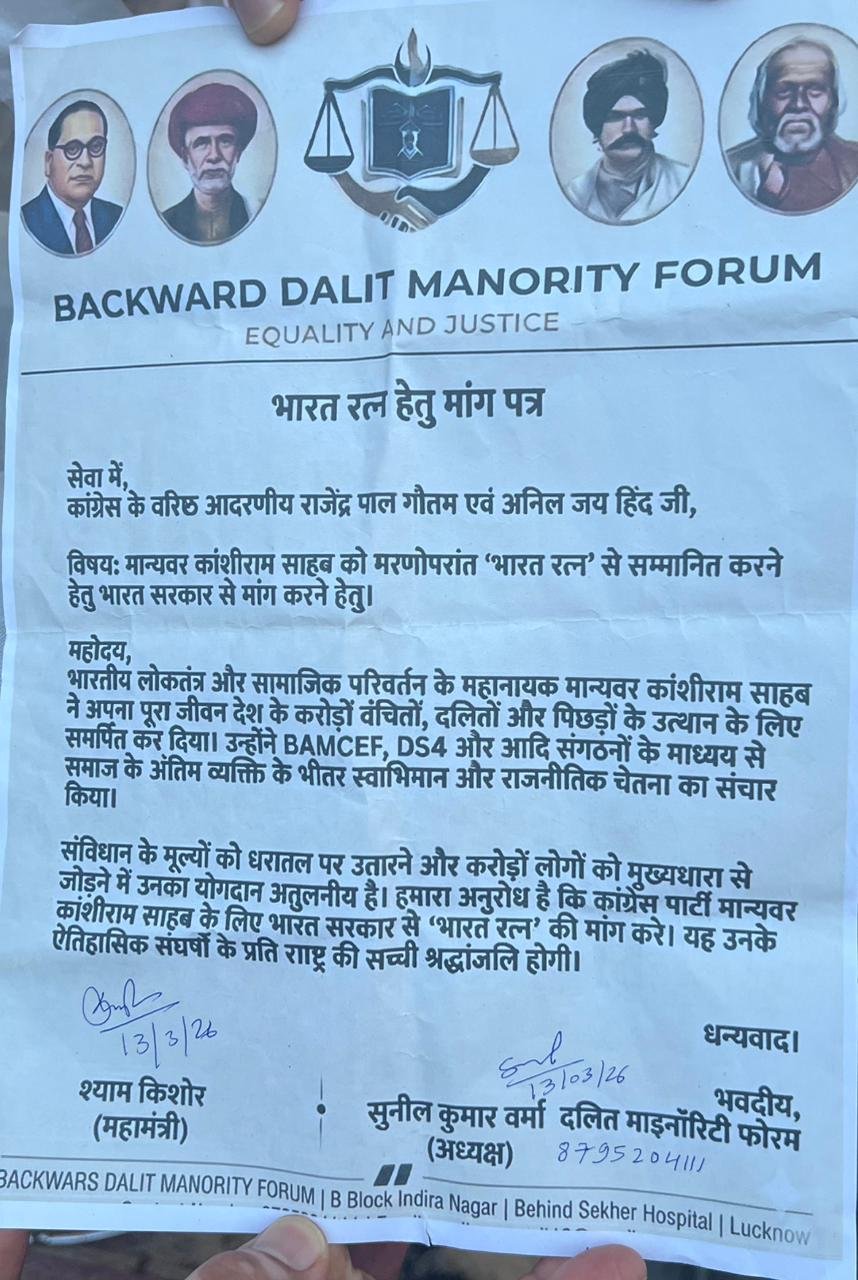 BACKWARD DALIT MANORITY FORUM
EQUALITY AND JUSTICE
भारत रत्न हेतु मांग पत्र
सेवा में,
कांग्रेस के वरिष्ठ आदरणीय राजेंद्र पाल गौतम एवं अनिल जय हिंद जी,
विषय: मान्यवर कांशीराम साहब को मरणोपरांत ‘भारत रत्न’ से सम्मानित करने
हेतु भारत सरकार से मांग करने हेतु।
महोदय,
भारतीय लोकतंत्र और सामाजिक परिवर्तन के महानायक मान्यवर कांशीराम साहब
ने अपना पूरा जीवन देश के करोड़ों वंचितों, दलितों और पिछड़ों के उत्थान के लिए
समर्पित कर दिया। उन्होंने BAMCEF, DS4 और आदि संगठनों के माध्यय से
समाज के अंतिम व्यक्ति के भीतर स्वाभिमान और राजनीतिक चेतना का संचार
किया।
संविधान के मूल्यों को धरातल पर उतारने और करोड़ों लोगों को मुख्यधारा से
जोड़ने में उनका योगदान अतुलनीय है। हमारा अनुरोध है कि कांग्रेस पार्टी मान्यवर
कांशीराम साहब के लिए भारत सरकार से ‘भारत रत्न’ की मांग करे। यह उनके
ऐतिहासिक संघर्षो के प्रति राष्ट्र की सच्ची श्रद्धांजलि होगी।
13/3/26
धन्यवाद।
13/03/26
भवदीय,
श्याम किशोर
सुनील कुमार वर्मा दलित माइनॉरिटी फोरम
(महामंत्री)
(अध्यक्ष) 8795204111
BACKWARS DALIT MANORITY FORUM | B Block Indira Nagar | Behind Sekher Hospital | Lucknow